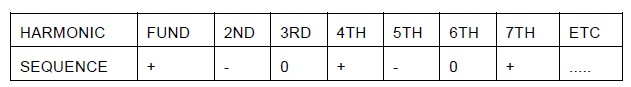 HARMONIC FUND 2ND 3RD 4TH 5TH 6TH 7TH ETC
SEQUENCE + - 0 + - 0 + .....